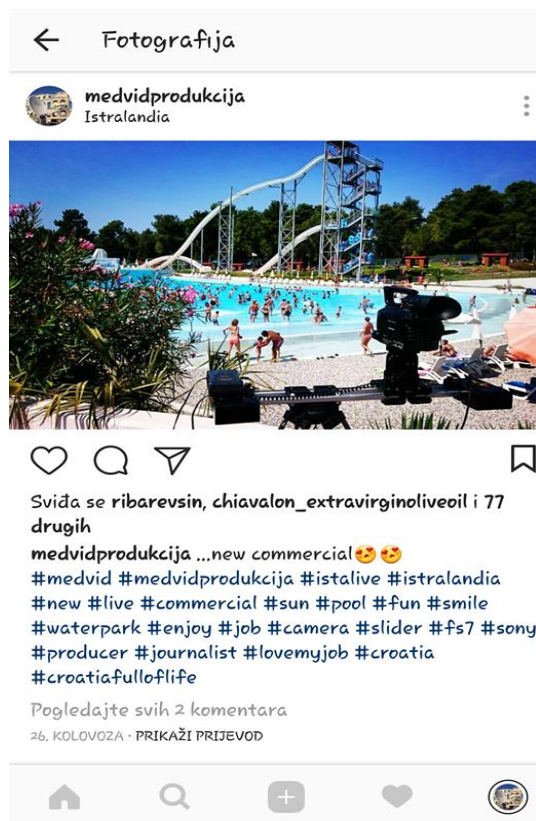 Fotografija
medvidprodukcija
Istralandia
Sviđa se ribarevsin, chiavalon_extravirginoliveoil i 77
drugih
medvidprodukcija ...new commercial😍😍
#medvid #medvidprodukcija #istalive #istralandia
#new #live #commercial #sun #pool #fun #smile
#waterpark #enjoy #job #camera #slider #fs7 #sony
#producer #journalist #lovemyjob #croatia
#croatiafulloflife
Pogledajte svih 2 komentara
26. KOLOVOZA · PRIKAŽI PRIJEVOD